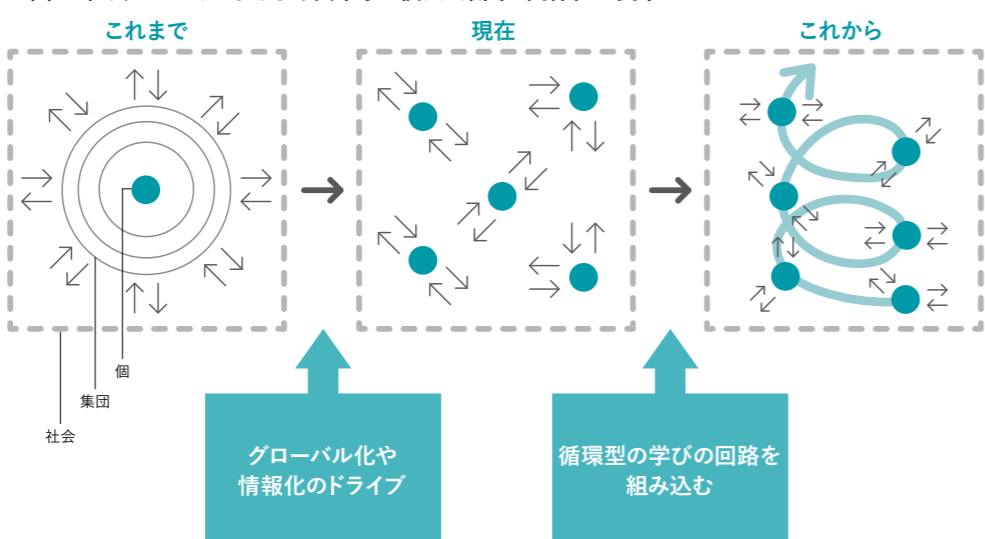 これまで
現在
これから
個
集団
社会
グローバル化や
情報化のドライブ
循環型の学びの回路を
組み込む